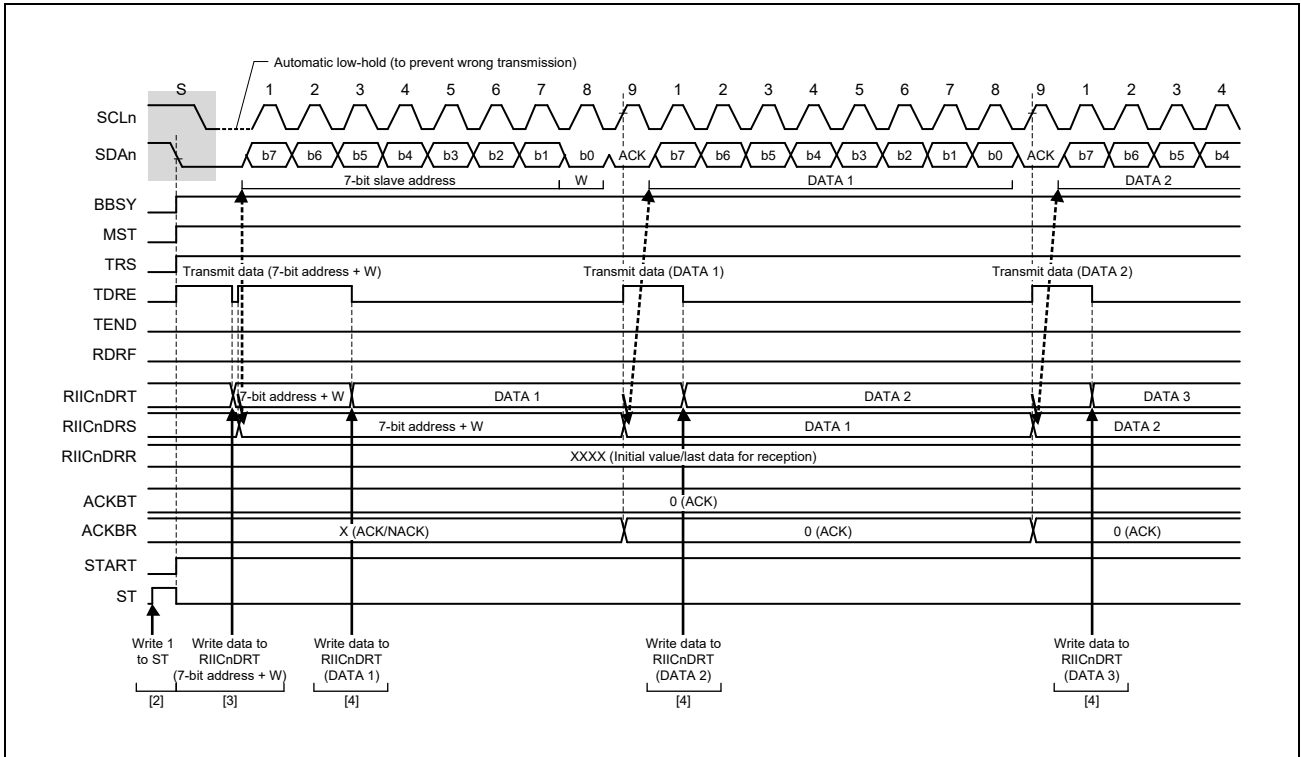 Automatic low-hold (to prevent wrong transmission)
S 1 2 3 4 5 6 7 8 9 1 2 3 4 5 6 7 8 9 1 2 3 4
SCLn
SDAn b7 b6 b5 b4 b3 b2 b1 b0 ACK b7 b6 b5 b4 b3 b2 b1 b0 ACK b7 b6 b5 b4
7-bit slave address W DATA 1 DATA 2
BBSY
MST
TRS
Transmit data (7-bit address + W) Transmit data (DATA 1) Transmit data (DATA 2)
TDRE
TEND
RDRF
RIICnDRT 7-bit address + W DATA 1 DATA 2 DATA 3
RIICnDRS 7-bit address + W DATA 1 DATA 2
RIICnDRR XXXX (Initial value/last data for reception)
ACKBT 0 (ACK)
ACKBR X (ACK/NACK) 0 (ACK) 0 (ACK)
START
ST
Write 1 Write data to Write data to Write data to Write data to
to ST RIICnDRT RIICnDRT RIICnDRT RIICnDRT
(7-bit address + W) (DATA 1) (DATA 2) (DATA 3)
[2] [3] [4] [4] [4]